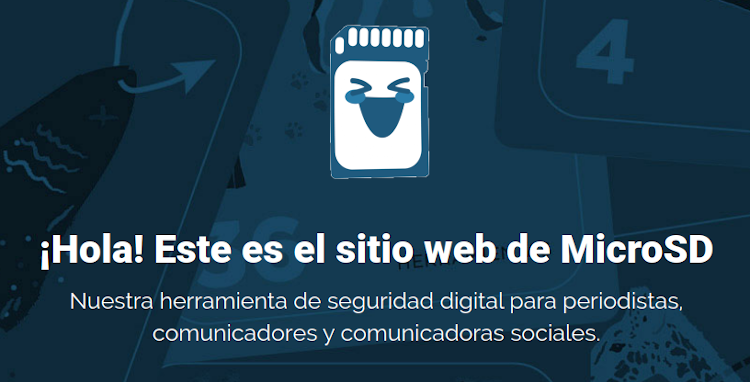 4
¡Hola! Este es el sitio web de MicroSD
36
Nuestra herramienta de seguridad digital para periodistas,
comunicadores y comunicadoras sociales.